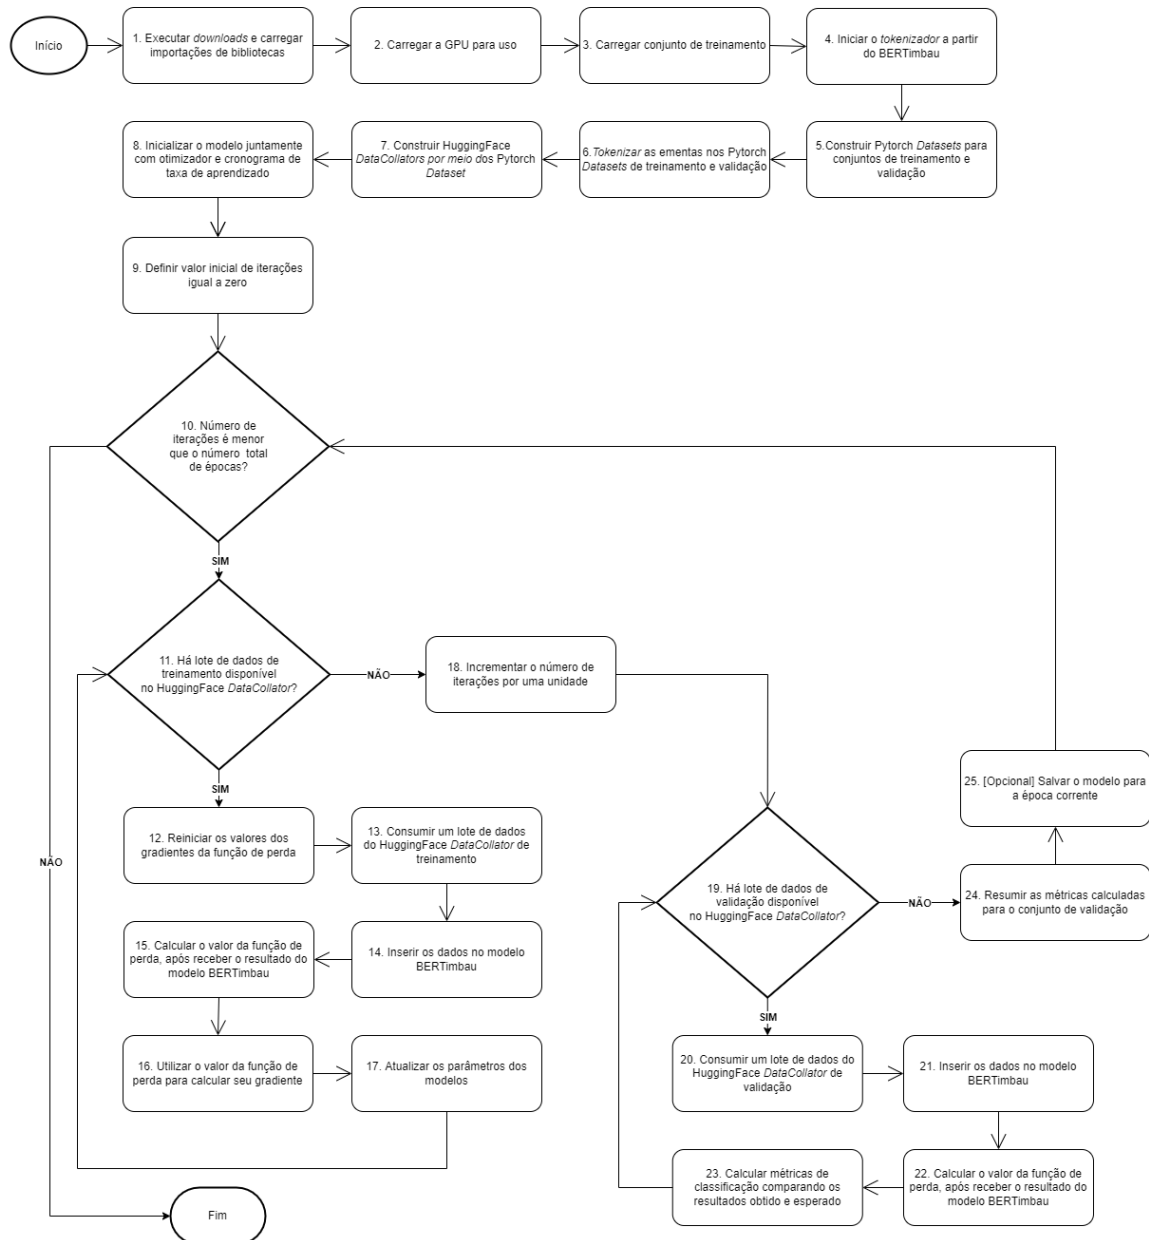 Início
1. Executar downloads e carregar
importações de bibliotecas
2. Carregar a GPU para uso
3. Carregar conjunto de treinamento
4. Iniciar o tokenizador a partir
do BERTimbau
5.Construir Pytorch Datasets para
conjuntos de treinamento e
validação
6.Tokenizar as ementas nos Pytorch
Datasets de treinamento e validação
7. Construir HuggingFace
DataCollators por meio dos Pytorch
Dataset
8. Inicializar o modelo juntamente
com otimizador e cronograma de
taxa de aprendizado
9. Definir valor inicial de iterações
igual a zero
10. Número de
iterações é menor
que o número total
de épocas?
SIM
11. Há lote de dados de
treinamento disponível
no HuggingFace DataCollator?
NÃO
18. Incrementar o número de
iterações por uma unidade
SIM
12. Reiniciar os valores dos
gradientes da função de perda
13. Consumir um lote de dados
do HuggingFace DataCollator de
treinamento
14. Inserir os dados no modelo
BERTimbau
15. Calcular o valor da função de
perda, após receber o resultado do
modelo BERTimbau
16. Utilizar o valor da função de
perda para calcular seu gradiente
17. Atualizar os parâmetros dos
modelos
NÃO
Fim
19. Há lote de dados de
validação disponível
no HuggingFace DataCollator?
NÃO
24. Resumir as métricas calculadas
para o conjunto de validação
25. [Opcional] Salvar o modelo para
a época corrente
SIM
20. Consumir um lote de dados do
HuggingFace DataCollator de
validação
21. Inserir os dados no modelo
BERTimbau
22. Calcular o valor da função de
perda, após receber o resultado do
modelo BERTimbau
23. Calcular métricas de
classificação comparando os
resultados obtido e esperado